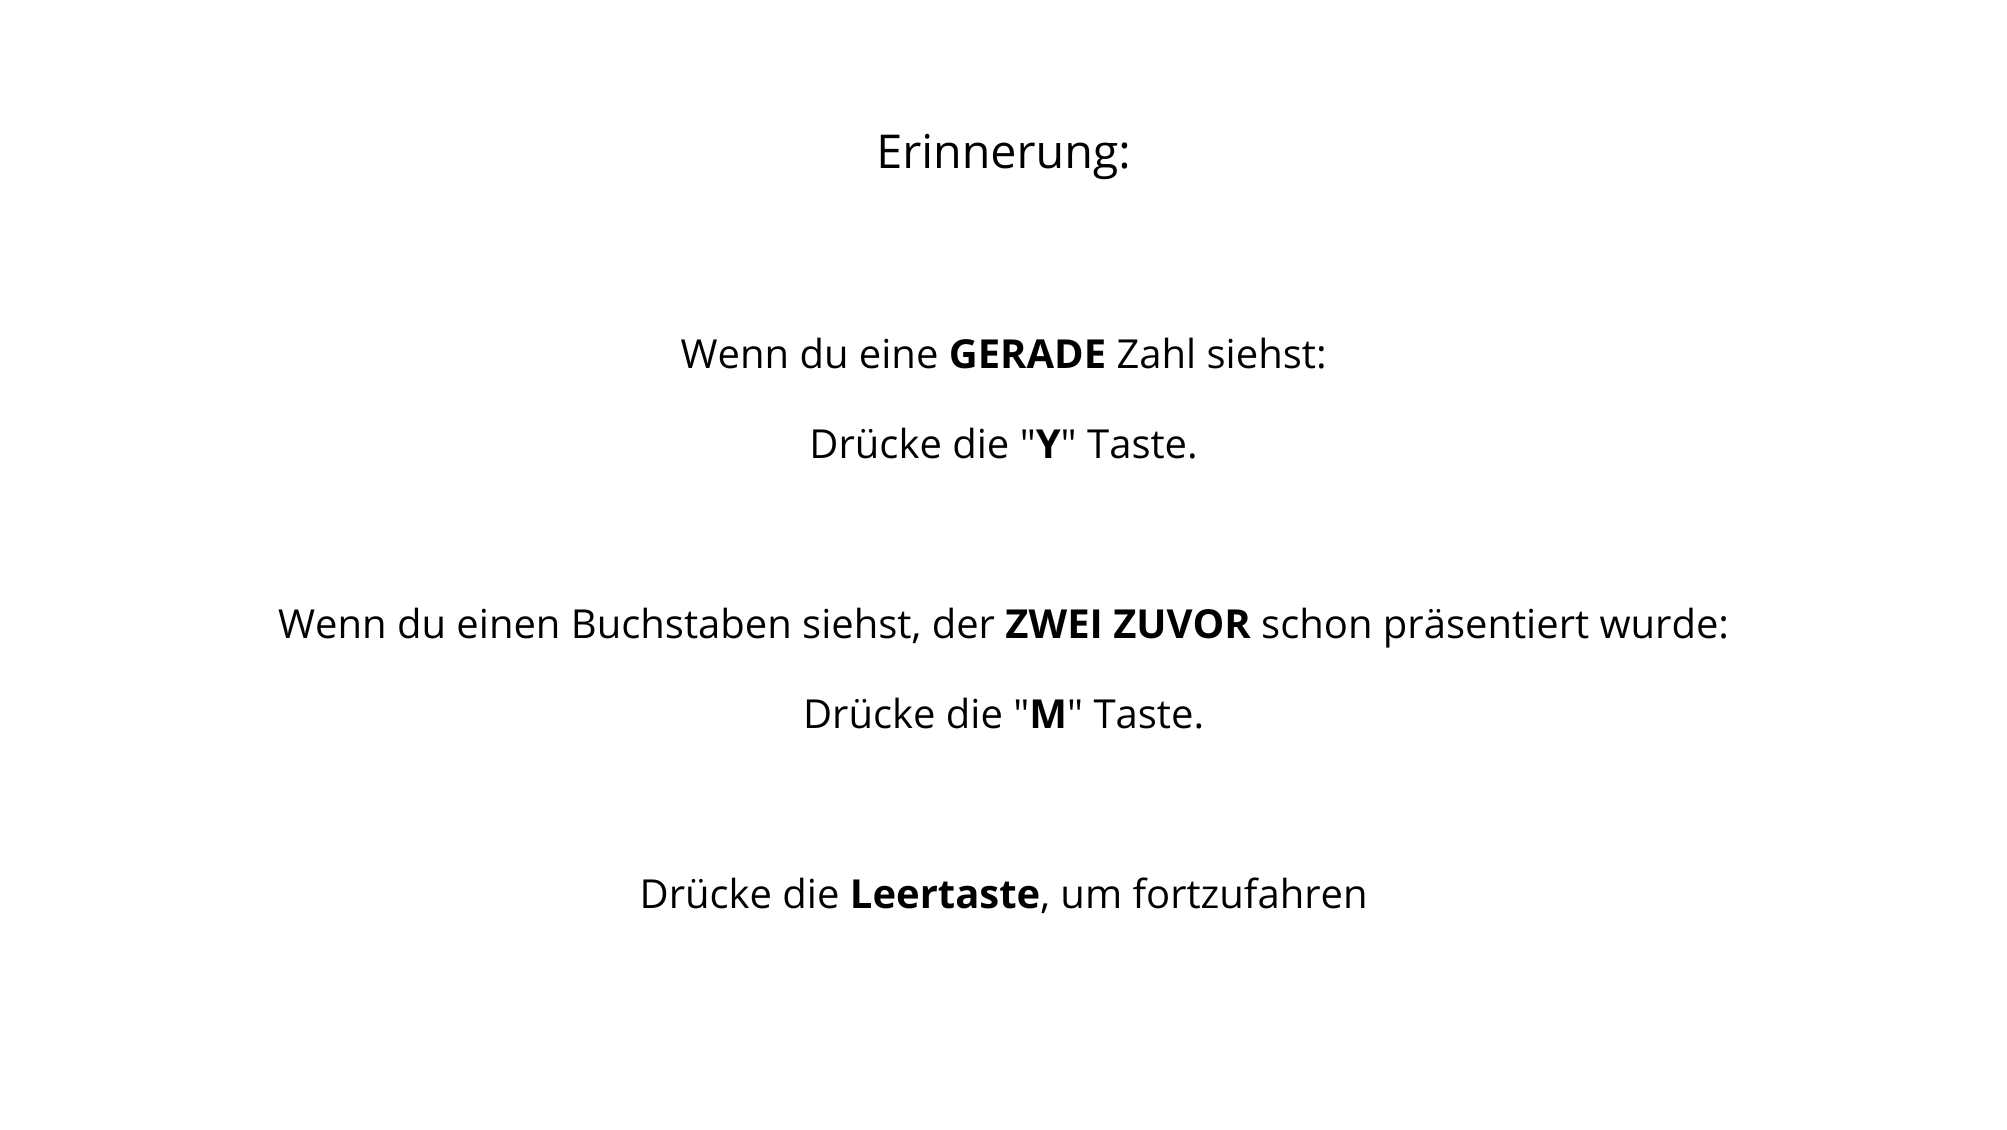 Erinnerung:
Wenn du eine GERADE Zahl siehst:
Drücke die "Y" Taste.
Wenn du einen Buchstaben siehst, der ZWEI ZUVOR schon präsentiert wurde:
Drücke die "M" Taste.
Drücke die Leertaste, um fortzufahren